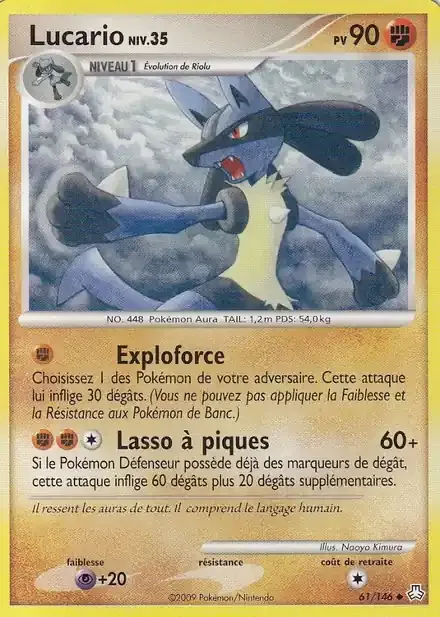 Lucario NIV.35
PV 90
NIVEAU 1 Évolution de Riolu
NO. 448 Pokémon Aura TAIL: 1,2m PDS: 54,0kg
Exploforce
Choisissez 1 des Pokémon de votre adversaire. Cette attaque
lui inflige 30 dégâts. (Vous ne pouvez pas appliquer la Faiblesse et
la Résistance aux Pokémon de Banc.)
Lasso à piques 60+
Si le Pokémon Défenseur possède déjà des marqueurs de dégât,
cette attaque inflige 60 dégâts plus 20 dégâts supplémentaires.
Il ressent les auras de tout. Il comprend le langage humain.
Illus. Naoyo Kimura
faiblesse résistance coût de retraite
+20
©2009 Pokémon/Nintendo
61/146